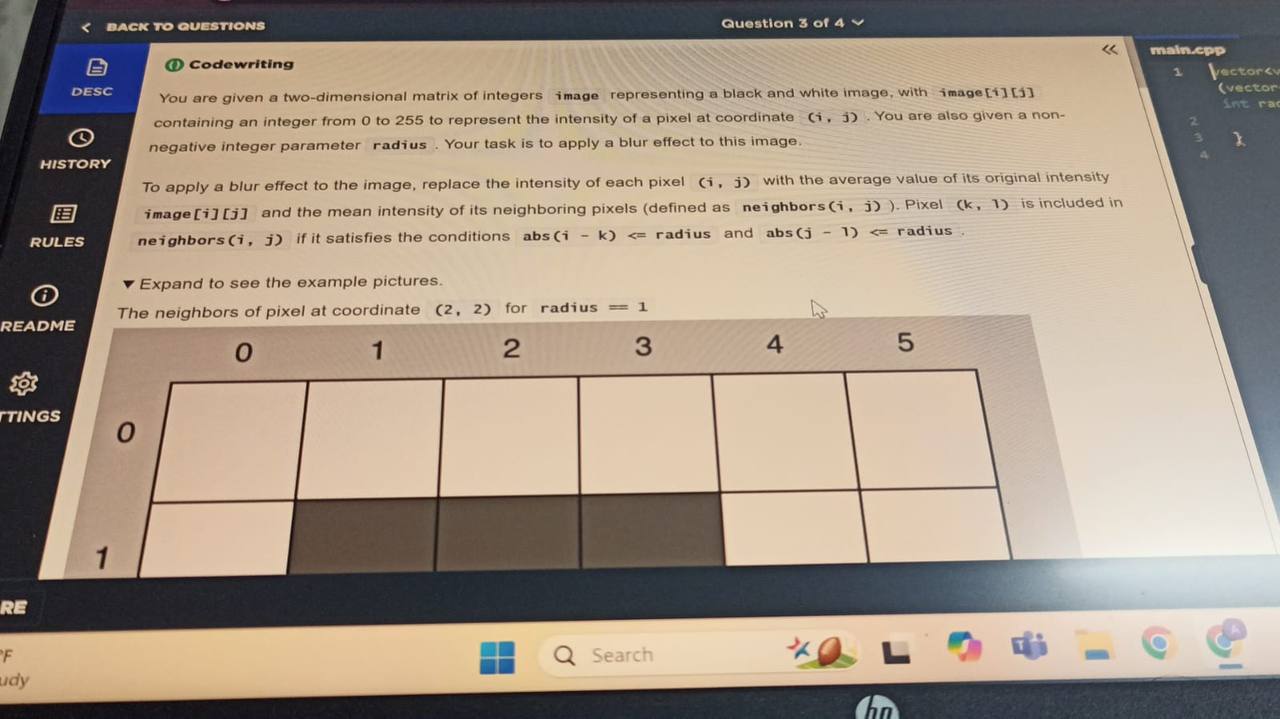 BACK TO QUESTIONS
Question 3 of 4
DESC
HISTORY
RULES
README
TTINGS
RE
Codewriting
You are given a two-dimensional matrix of integers image representing a black and white image, with image[i][j]
containing an integer from 0 to 255 to represent the intensity of a pixel at coordinate (i, j) . You are also given a non-
negative integer parameter radius . Your task is to apply a blur effect to this image.
To apply a blur effect to the image, replace the intensity of each pixel (i, j) with the average value of its original intensity
image[i][j] and the mean intensity of its neighboring pixels (defined as neighbors(i, j) ). Pixel (k, l) is included in
neighbors(i, j) if it satisfies the conditions abs(i - k) <= radius and abs(j - l) <= radius .
▼ Expand to see the example pictures.
The neighbors of pixel at coordinate (2, 2) for radius == 1
0 1 2 3 4 5
0
1
main.cpp
1 vector<v
(vector
int rad
2
3 }
4
°F
udy
Search
hp